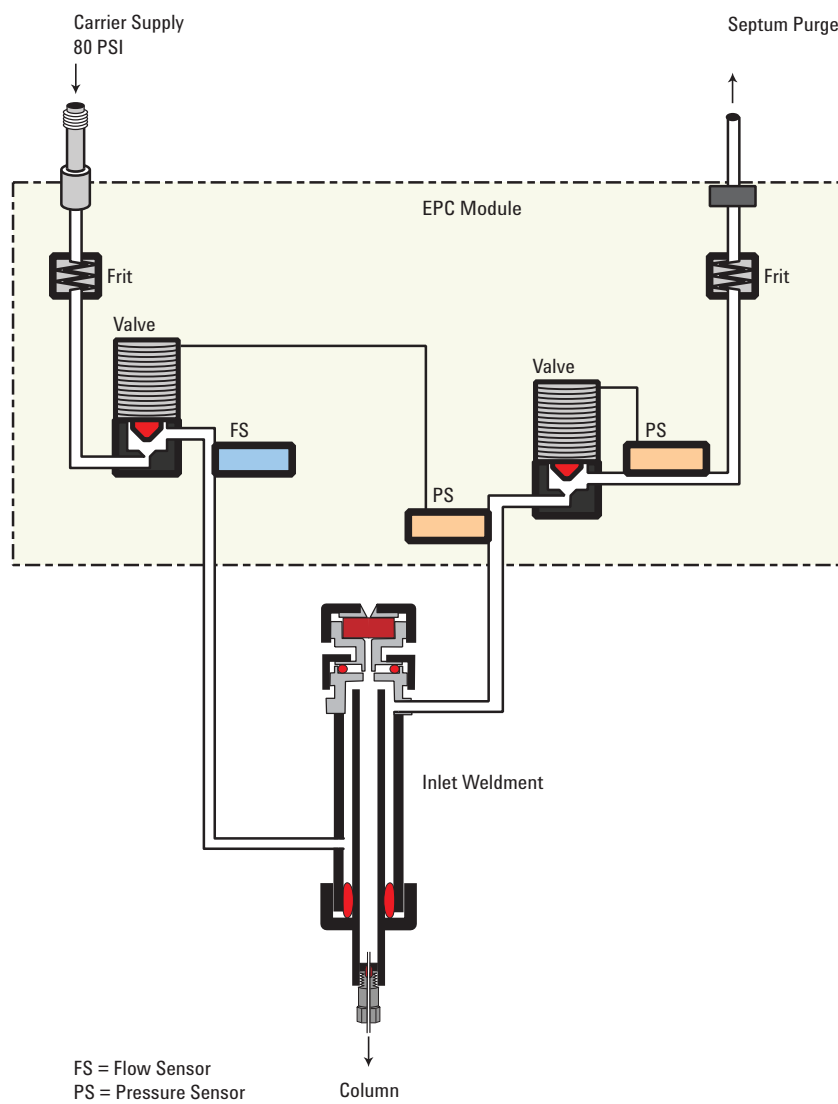 Carrier Supply
80 PSI
Septum Purge
EPC Module
Frit
Frit
Valve
Valve
FS
PS
PS
Inlet Weldment
FS = Flow Sensor
PS = Pressure Sensor
Column